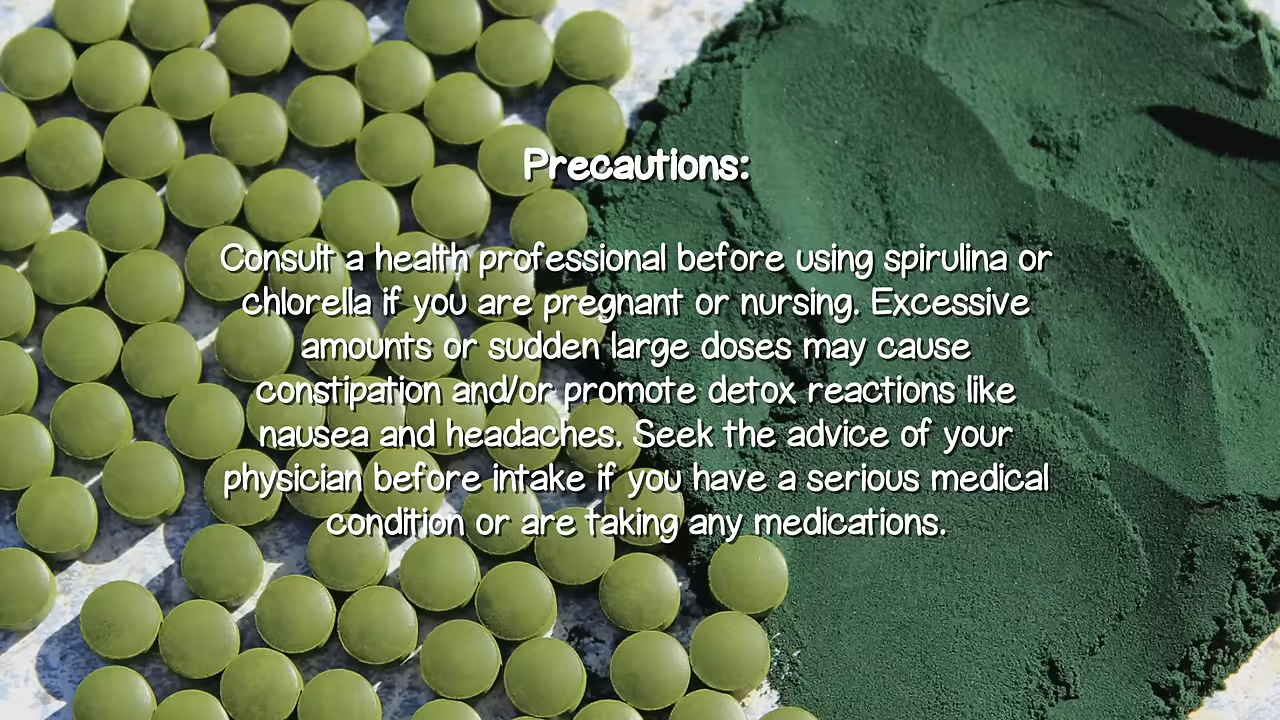 Precautions:
Consult a health professional before using spirulina or
chlorella if you are pregnant or nursing. Excessive
amounts or sudden large doses may cause
constipation and/or promote detox reactions like
nausea and headaches. Seek the advice of your
physician before intake if you have a serious medical
condition or are taking any medications.